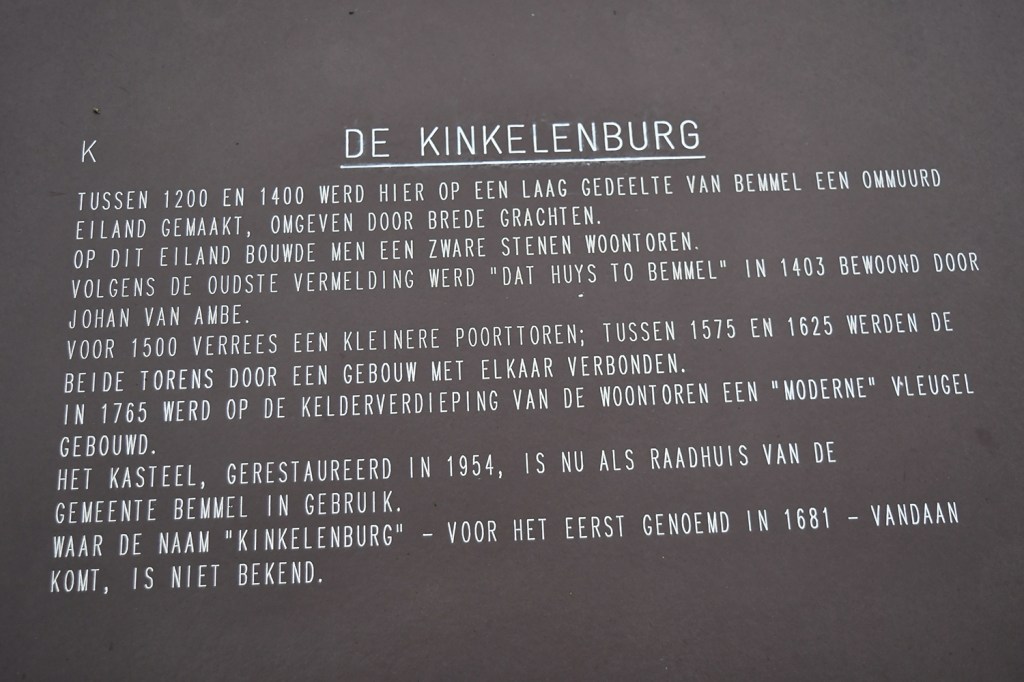 K
DE KINKELENBURG
TUSSEN 1200 EN 1400 WERD HIER OP EEN LAAG GEDEELTE VAN BEMMEL EEN OMMUURD
EILAND GEMAAKT, OMGEVEN DOOR BREDE GRACHTEN.
OP DIT EILAND BOUWDE MEN EEN ZWARE STENEN WOONTOREN.
VOLGENS DE OUDSTE VERMELDING WERD "DAT HUYS TO BEMMEL" IN 1403 BEWOOND DOOR
JOHAN VAN AMBE.
VOOR 1500 VERREES EEN KLEINERE POORTTOREN; TUSSEN 1575 EN 1625 WERDEN DE
BEIDE TORENS DOOR EEN GEBOUW MET ELKAAR VERBONDEN.
IN 1765 WERD OP DE KELDERVERDIEPING VAN DE WOONTOREN EEN "MODERNE" VLEUGEL
GEBOUWD.
HET KASTEEL, GERESTAUREERD IN 1954, IS NU ALS RAADHUIS VAN DE
GEMEENTE BEMMEL IN GEBRUIK.
WAAR DE NAAM "KINKELENBURG" - VOOR HET EERST GENOEMD IN 1681 - VANDAAN
KOMT, IS NIET BEKEND.